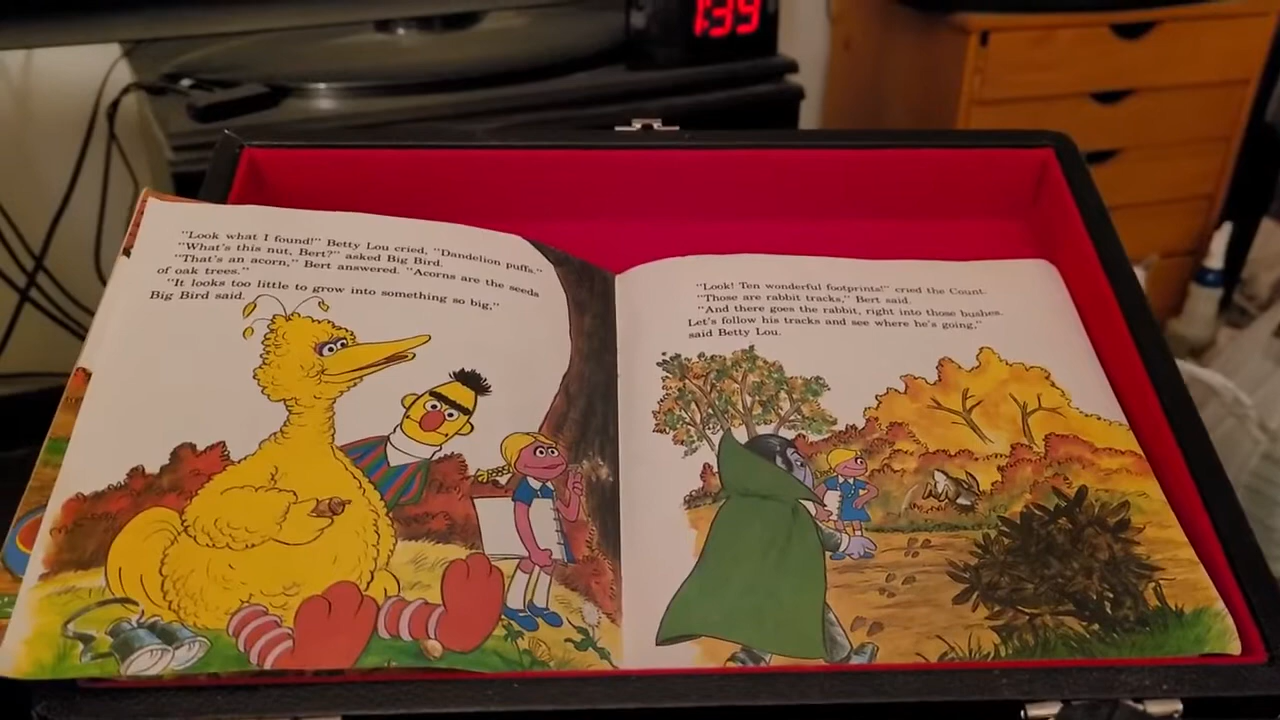 1:39
"Look what I found!" Betty Lou cried, "Dandelion puffs."
"What's this nut, Bert?" asked Big Bird.
"That's an acorn," Bert answered. "Acorns are the seeds
of oak trees."
"It looks too little to grow into something so big,"
Big Bird said.
"Look! Ten wonderful footprints!" cried the Count.
"Those are rabbit tracks," Bert said.
"And there goes the rabbit, right into those bushes.
Let's follow his tracks and see where he's going,"
said Betty Lou.